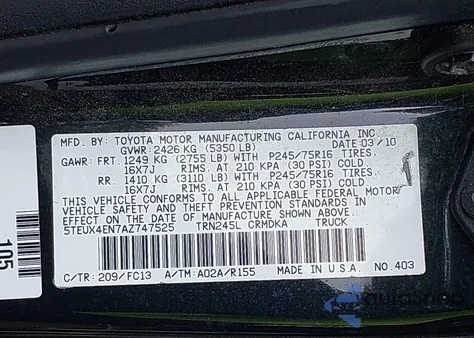 MFD. BY: TOYOTA MOTOR MANUFACTURING CALIFORNIA INC
GVWR: 2426 KG (5350 LB) DATE: 03/10
GAWR: FRT 1249 KG (2755 LB) WITH P245/75R16 TIRES,
16X7J RIMS, AT 210 KPA (30 PSI) COLD
RR 1410 KG (3110 LB) WITH P245/75R16 TIRES,
16X7J RIMS, AT 210 KPA (30 PSI) COLD
THIS VEHICLE CONFORMS TO ALL APPLICABLE FEDERAL MOTOR
VEHICLE SAFETY AND THEFT PREVENTION STANDARDS IN
EFFECT ON THE DATE OF MANUFACTURE SHOWN ABOVE.
5TEUX4EN7AZ747525 TRN245L CRMDKA TRUCK
C/TR: 209/FC13 A/TM: A02A/R155 MADE IN U.S.A. NO. 403
105